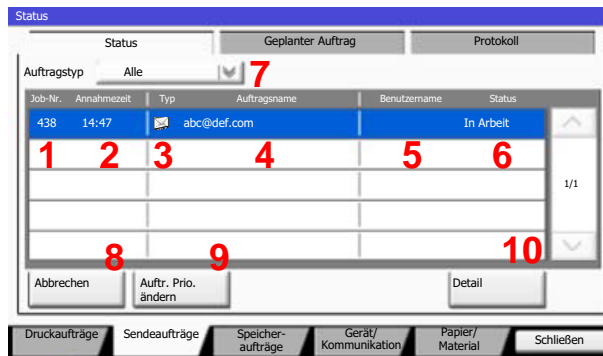 Status
Status Geplanter Auftrag Protokoll
Auftragstyp Alle 7
Job-Nr. Annahmezeit Typ Auftragsname Benutzername Status
438 14:47 abc@def.com In Arbeit
1 2 3 4 5 6
1/1
8 9 10
Abbrechen Auftr. Prio. ändern Detail
Druckaufträge Sendeaufträge Speicher-aufträge Gerät/Kommunikation Papier/Material Schließen